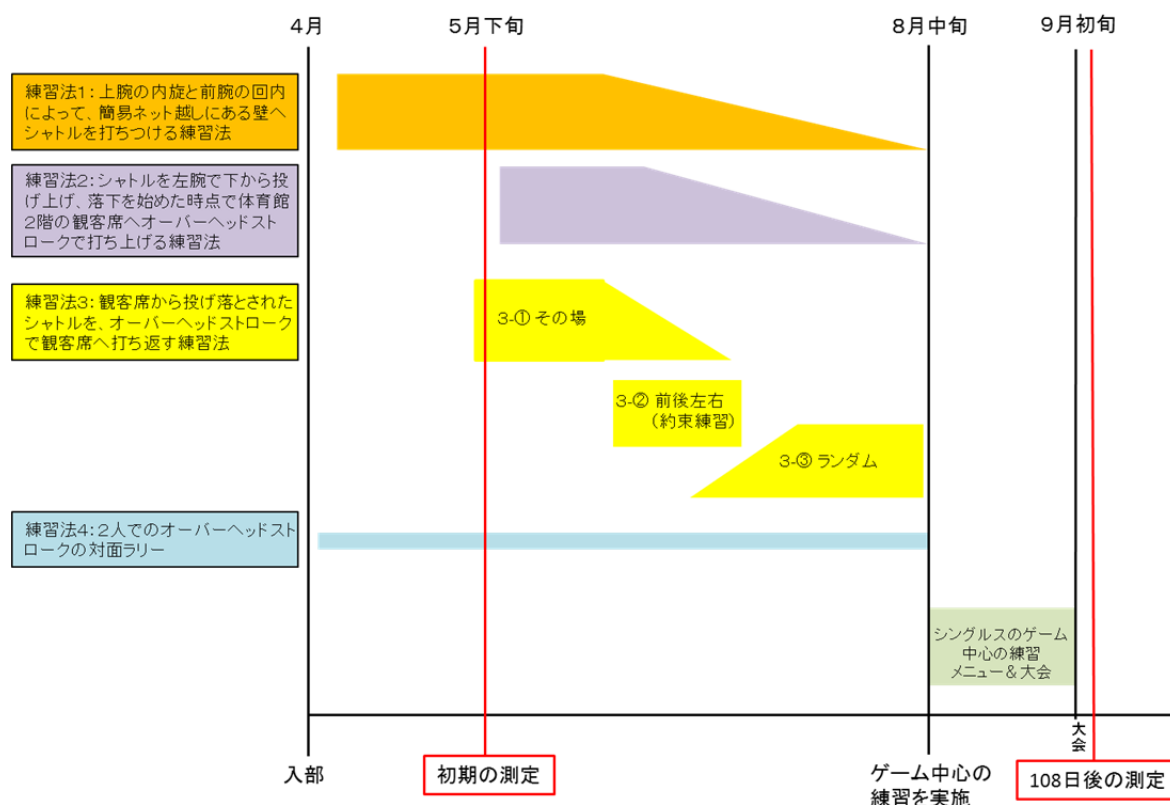 4月
5月下旬
8月中旬
9月初旬
練習法1：上腕の内旋と前腕の回内
によって、簡易ネット越しにある壁へ
シャトルを打ちつける練習法
練習法2：シャトルを左腕で下から投
げ上げ、落下を始めた時点で体育館
2階の観客席へオーバーヘッドスト
ロークで打ち上げる練習法
練習法3：観客席から投げ落とされた
シャトルを、オーバーヘッドストローク
で観客席へ打ち返す練習法
3-① その場
3-② 前後左右
（約束練習）
3-③ ランダム
練習法4：2人でのオーバーヘッドスト
ロークの対面ラリー
シングルスのゲーム
中心の練習
メニュー＆大会
大会
入部
初期の測定
ゲーム中心の
練習を実施
108日後の測定